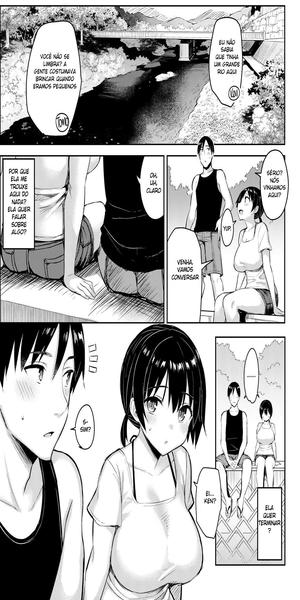 EU NÃO
SABIA
QUE TINHA
UM GRANDE
RIO AQUI
VOCÊ NÃO SE
LEMBRA? A
GENTE COSTUMAVA
BRINCAR QUANDO
ÉRAMOS PEQUENOS
SÉRIO?
NÓS
VINHAMOS
AQUI?
YUP.
VENHA,
VAMOS
CONVERSAR
OH,
UH, CLARO
POR QUE
ELA ME
TROUXE
AQUI DO
NADA?
ELA QUER
FALAR
SOBRE
ALGO?
ELA
QUER
TERMINAR
?
EI...
KEN?
S-
SIM?